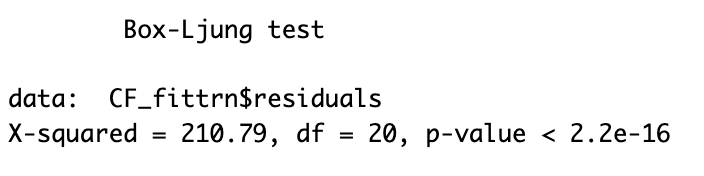 Box-Ljung test
data:  CF_fittrn$residuals
X-squared = 210.79, df = 20, p-value < 2.2e-16